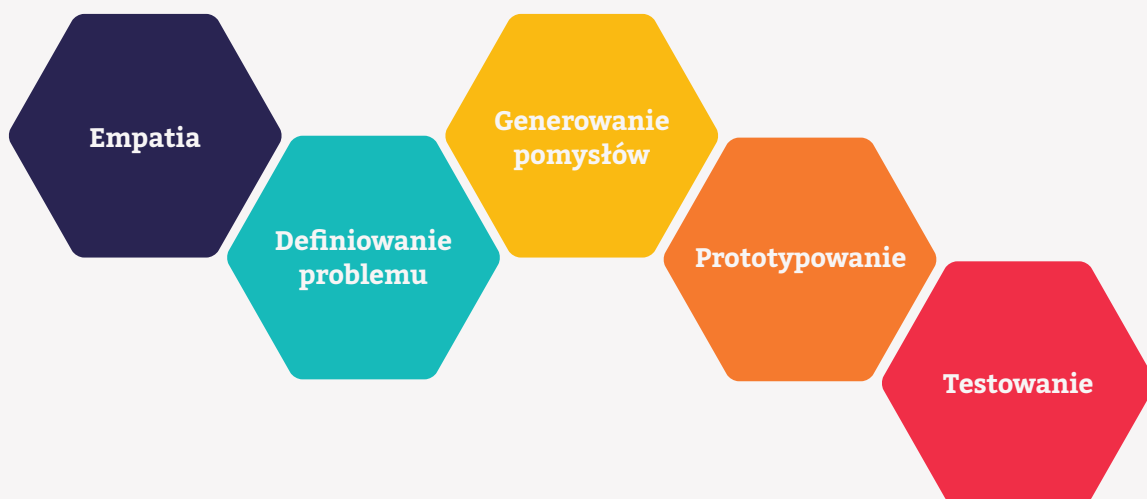 Empatia
Definiowanie
problemu
Generowanie
pomysłów
Prototypowanie
Testowanie